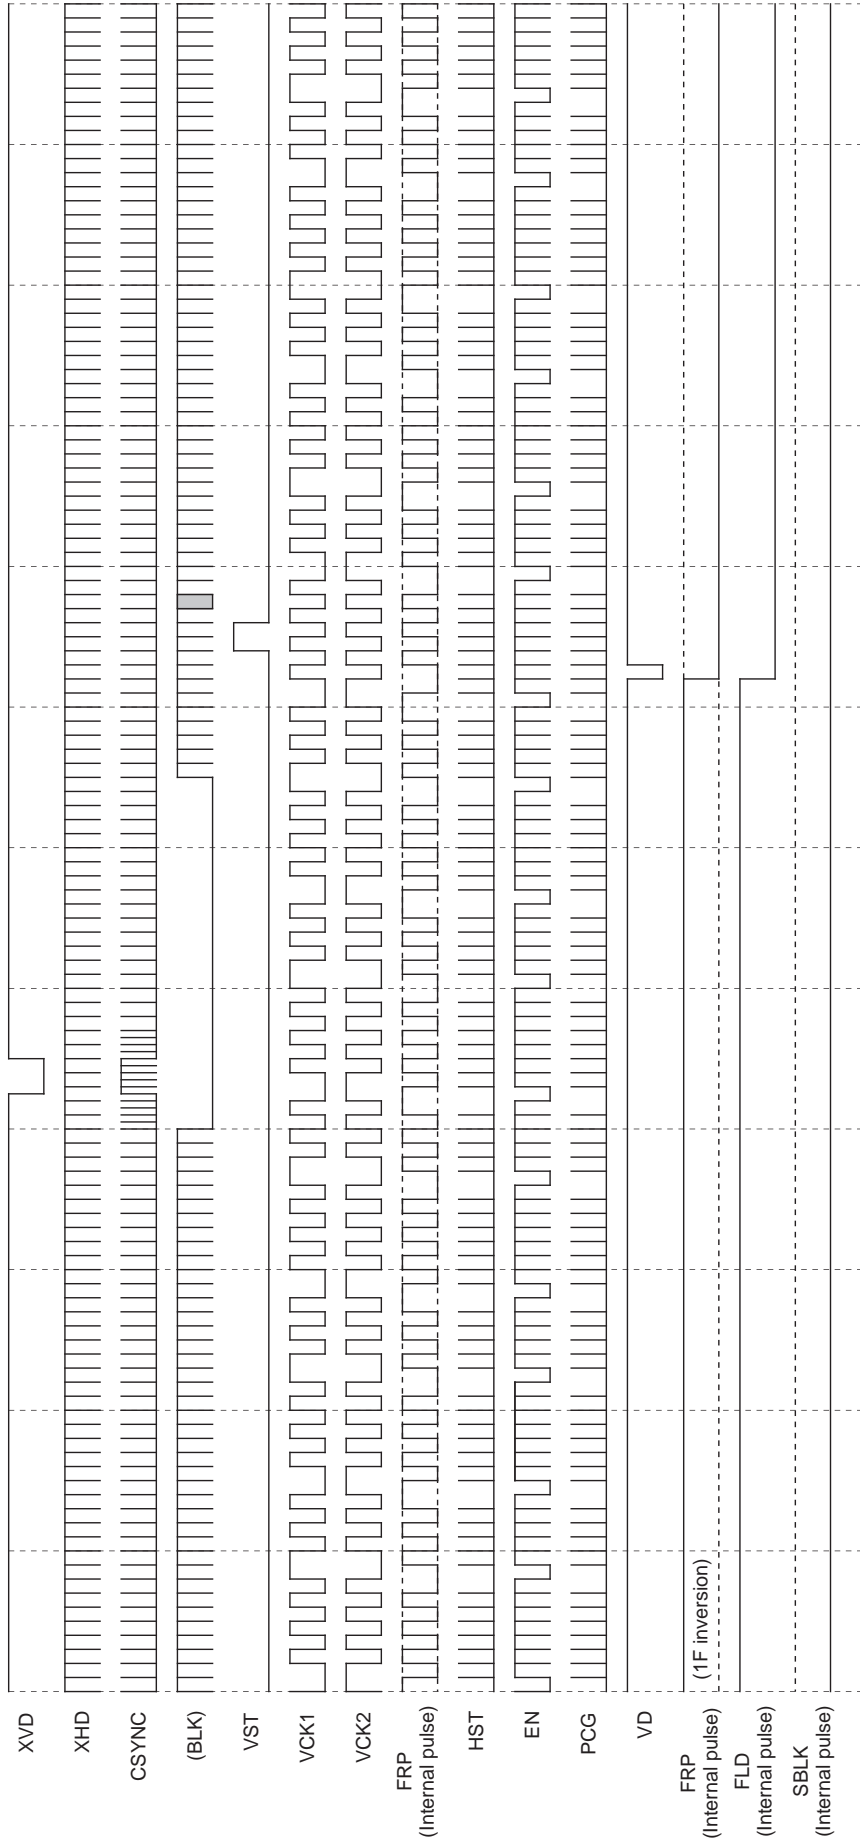 XVD
XHD
CSYNC
(BLK)
VST
VCK1
VCK2
FRP
(Internal pulse)
HST
EN
PCG
VD
FRP
(Internal pulse)
(1F inversion)
FLD
(Internal pulse)
SBLK
(Internal pulse)